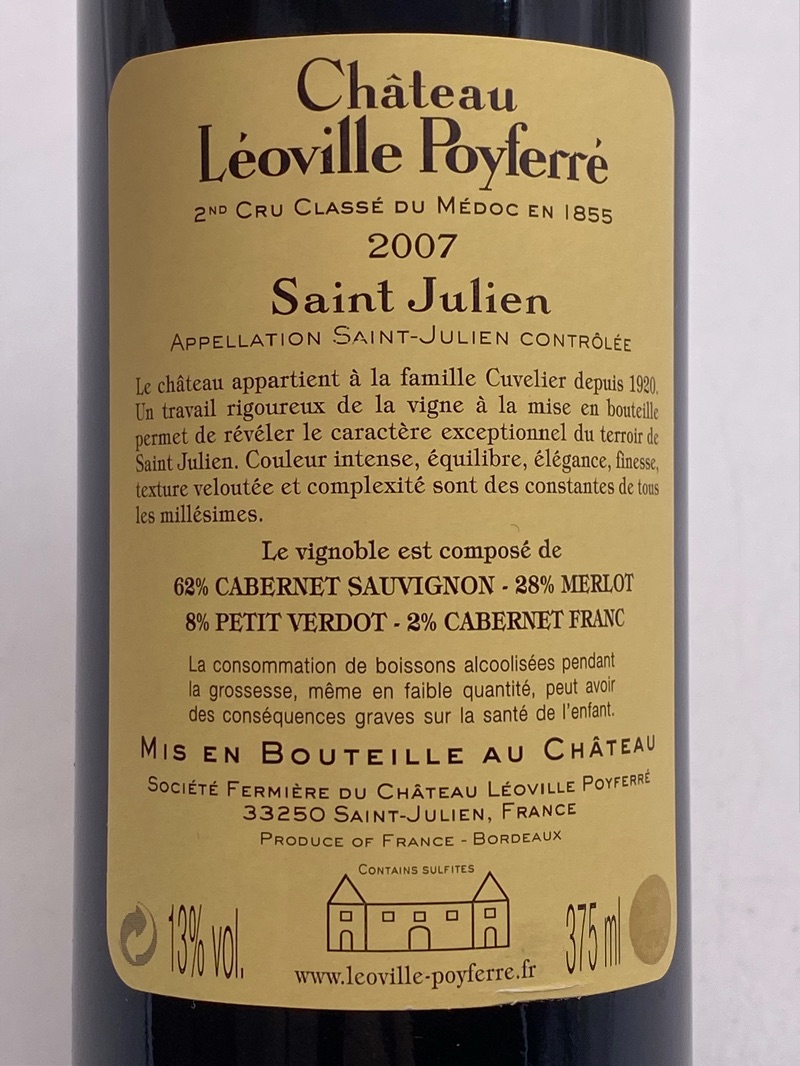 Château
Léoville Poyferré
2ND CRU CLASSÉ DU MÉDOC EN 1855
2007
Saint Julien
APPELLATION SAINT-JULIEN CONTRÔLÉE
Le château appartient à la famille Cuvelier depuis 1920.
Un travail rigoureux de la vigne à la mise en bouteille
permet de révéler le caractère exceptionnel du terroir de
Saint Julien. Couleur intense, équilibre, élégance, finesse,
texture veloutée et complexité sont des constantes de tous
les millésimes.
Le vignoble est composé de
62% CABERNET SAUVIGNON - 28% MERLOT
8% PETIT VERDOT - 2% CABERNET FRANC
La consommation de boissons alcoolisées pendant
la grossesse, même en faible quantité, peut avoir
des conséquences graves sur la santé de l'enfant.
MIS EN BOUTEILLE AU CHÂTEAU
SOCIÉTÉ FERMIÈRE DU CHÂTEAU LÉOVILLE POYFERRÉ
33250 SAINT-JULIEN, FRANCE
PRODUCE OF FRANCE - BORDEAUX
CONTAINS SULFITES
13% vol.
375 ml
www.leoville-poyferre.fr